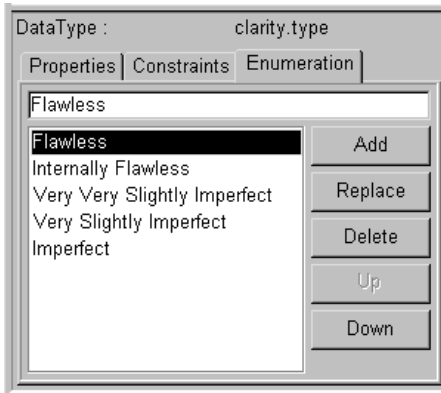 DataType : clarity.type
Properties Constraints Enumeration
Flawless
Flawless
Internally Flawless
Very Very Slightly Imperfect
Very Slightly Imperfect
Imperfect
Add
Replace
Delete
Up
Down